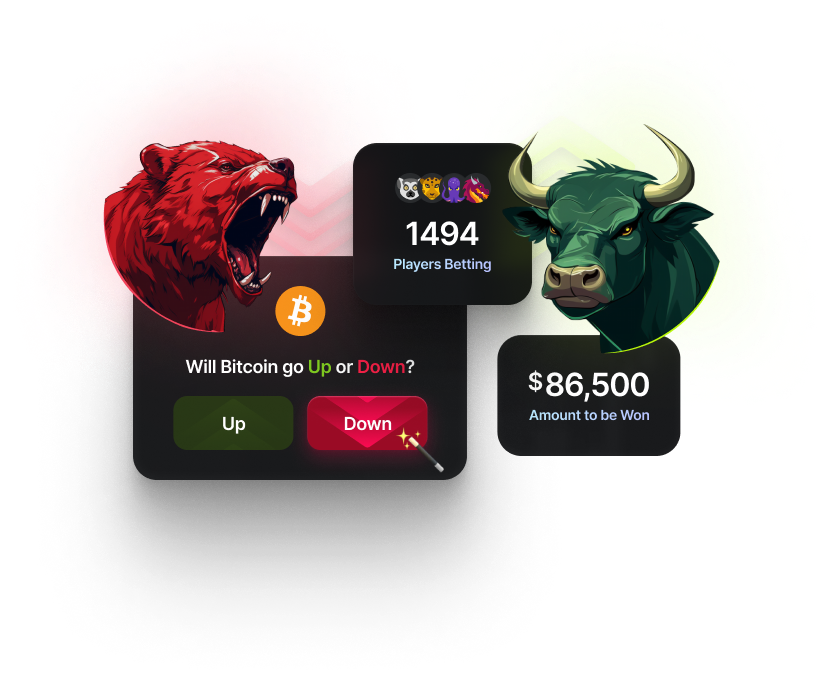 1494
Players Betting
Will Bitcoin go Up or Down?
Up
Down
$86,500
Amount to be Won